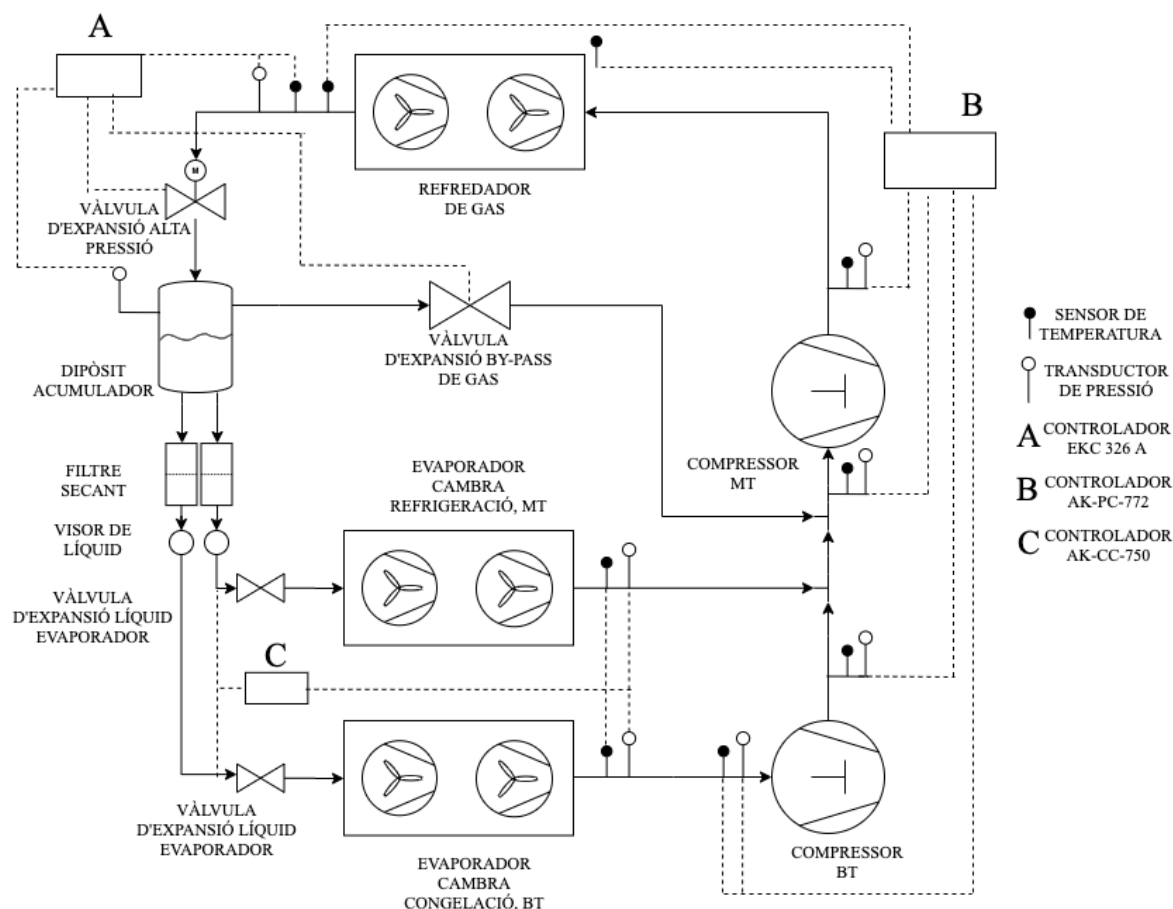 A
B
REFREDADOR
DE GAS
M
VÀLVULA
D'EXPANSIÓ ALTA
PRESSIÓ
VÀLVULA
D'EXPANSIÓ BY-PASS
DE GAS
DIPÒSIT
ACUMULADOR
SENSOR DE
TEMPERATURA
TRANSDUCTOR
DE PRESSIÓ
A CONTROLADOR
EKC 326 A
B CONTROLADOR
AK-PC-772
C CONTROLADOR
AK-CC-750
COMPRESSOR
MT
FILTRE
SECANT
EVAPORADOR
CAMBRA
REFRIGERACIÓ, MT
VISOR DE
LÍQUID
VÀLVULA
D'EXPANSIÓ LÍQUID
EVAPORADOR
C
VÀLVULA
D'EXPANSIÓ LÍQUID
EVAPORADOR
EVAPORADOR
CAMBRA
CONGELACIÓ, BT
COMPRESSOR
BT